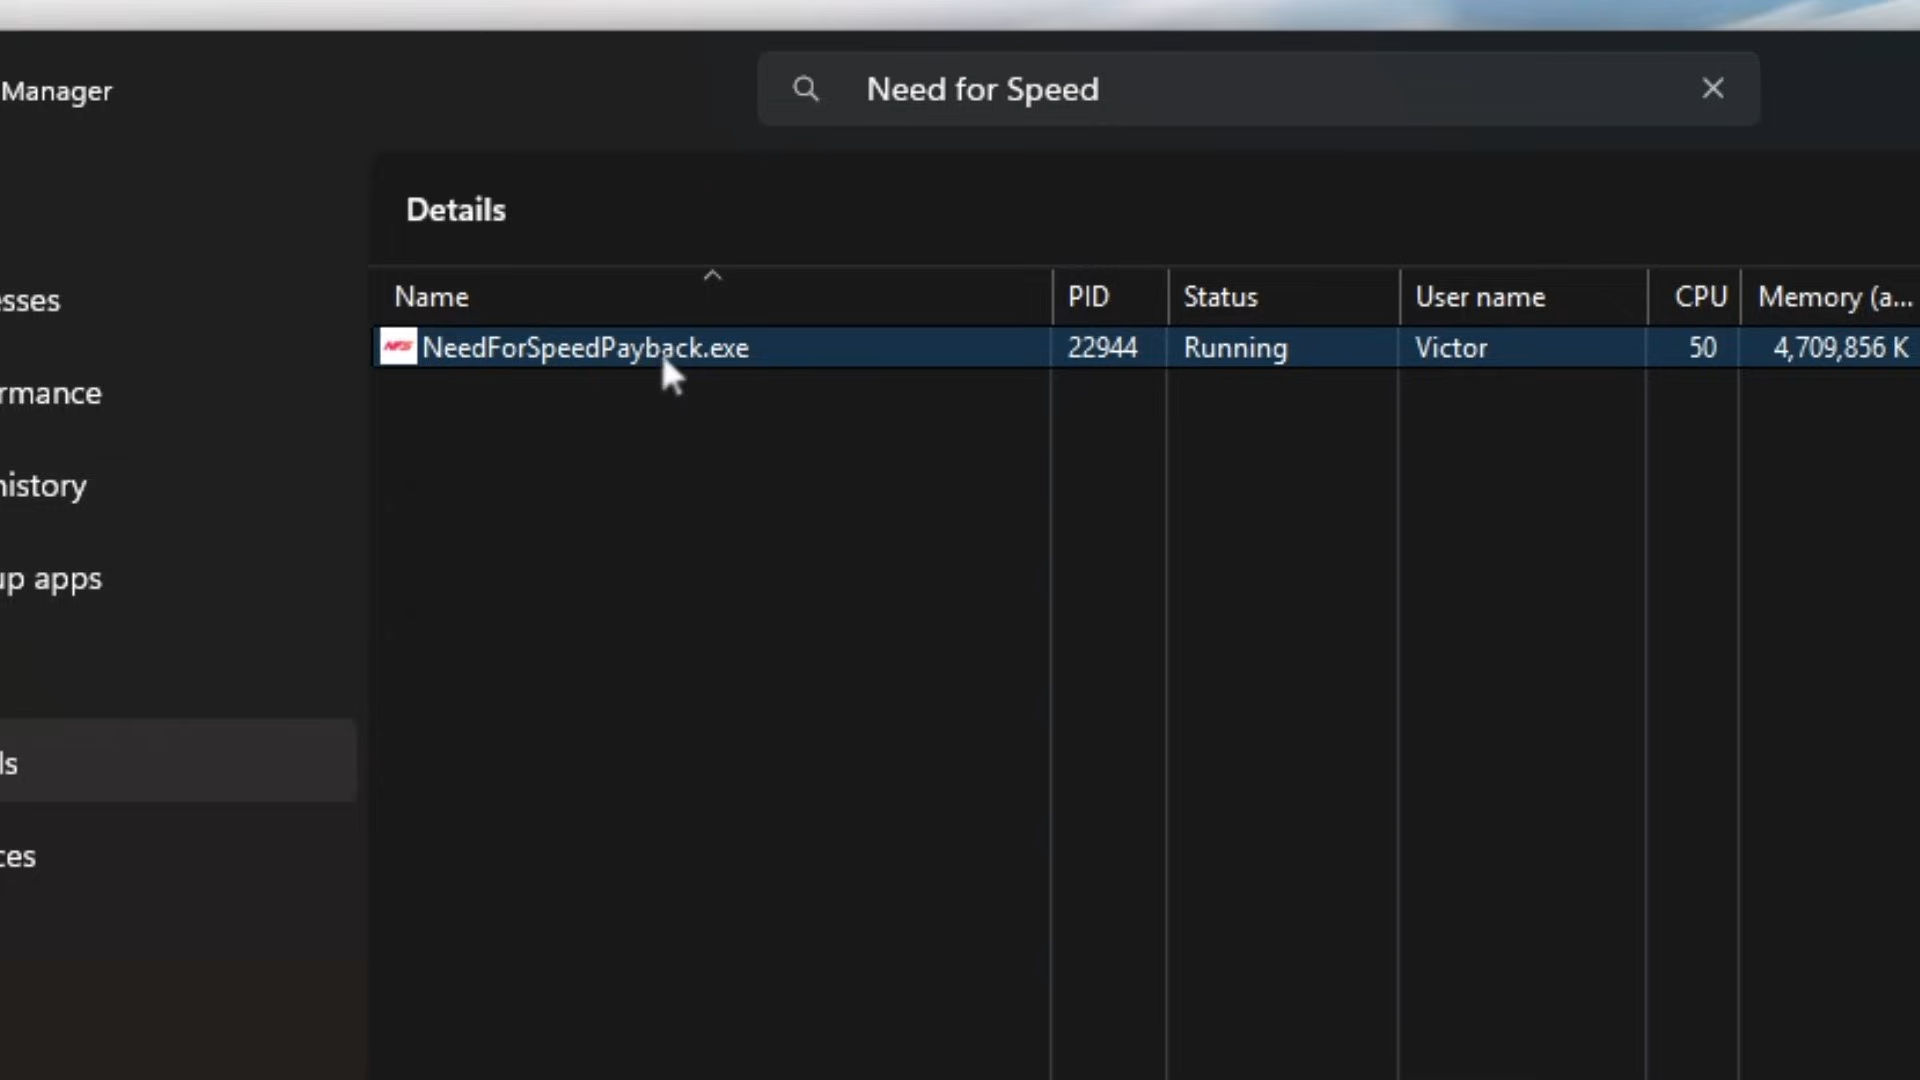 Manager
Need for Speed
Details
Name PID Status User name CPU Memory (a...
NFS NeedForSpeedPayback.exe 22944 Running Victor 50 4,709,856 K
esses
rmance
history
up apps
ls
ces